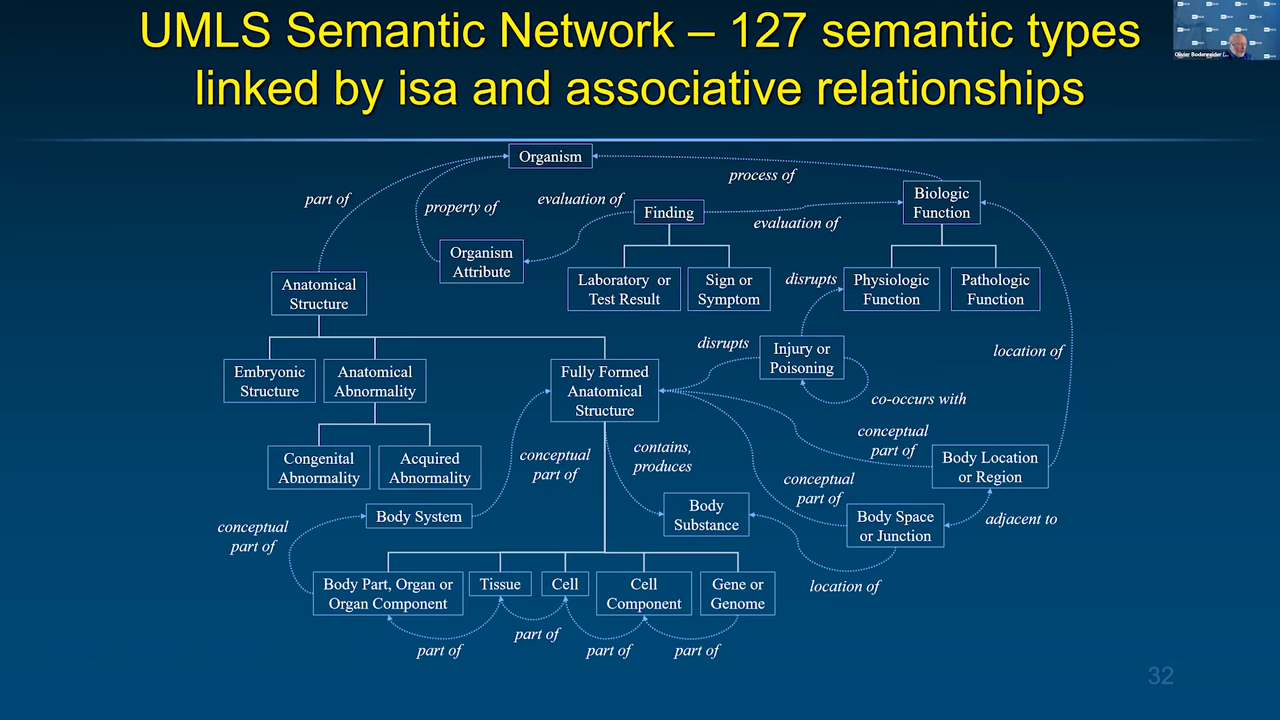 UMLS Semantic Network – 127 semantic types
linked by isa and associative relationships
Organism
process of
part of
property of
evaluation of
Finding
evaluation of
Biologic
Function
Organism
Attribute
Laboratory or
Test Result
Sign or
Symptom
disrupts
Physiologic
Function
Pathologic
Function
Anatomical
Structure
disrupts
Injury or
Poisoning
location of
Embryonic
Structure
Anatomical
Abnormality
Fully Formed
Anatomical
Structure
co-occurs with
Congenital
Abnormality
Acquired
Abnormality
conceptual
part of
contains,
produces
conceptual
part of
Body Location
or Region
conceptual
part of
Body System
Body
Substance
conceptual
part of
Body Space
or Junction
adjacent to
Body Part, Organ or
Organ Component
Tissue
Cell
Cell
Component
Gene or
Genome
location of
part of
part of
part of
part of
32